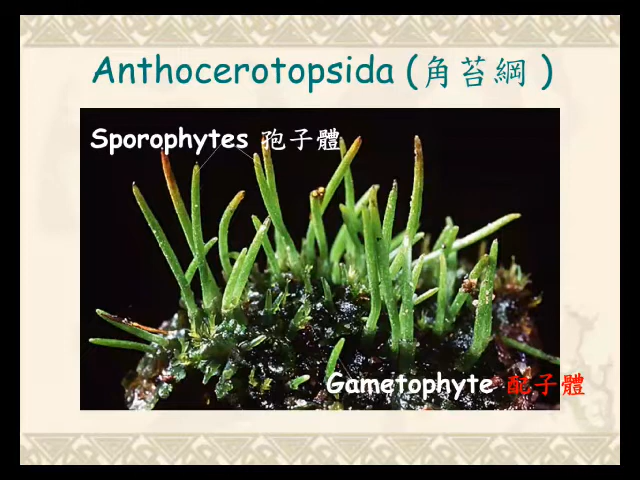 Anthocerotopsida (角苔綱 )
Sporophytes 孢子體
Gametophyte 配子體